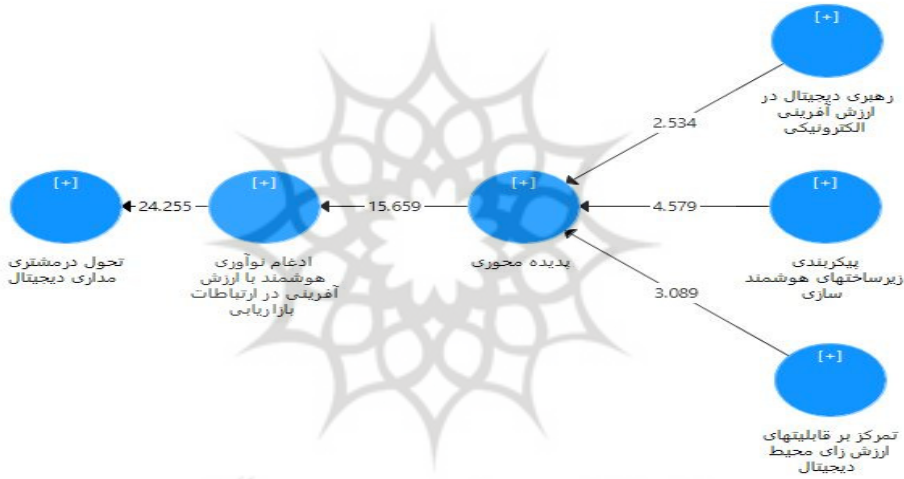 [+]
رهبری دیجیتال در
ارزش آفرینی
الکترونیکی
2.534
[+]
تحول درمشتری
مداری دیجیتال
24.255
[+]
ادغام نوآوری
هوشمند با ارزش
آفرینی در ارتباطات
بازاریابی
15.659
[+]
پدیده محوری
4.579
[+]
پیکربندی
زیرساختهای هوشمند
سازی
3.089
[+]
تمرکز بر قابلیتهای
ارزش زای محیط
دیجیتال